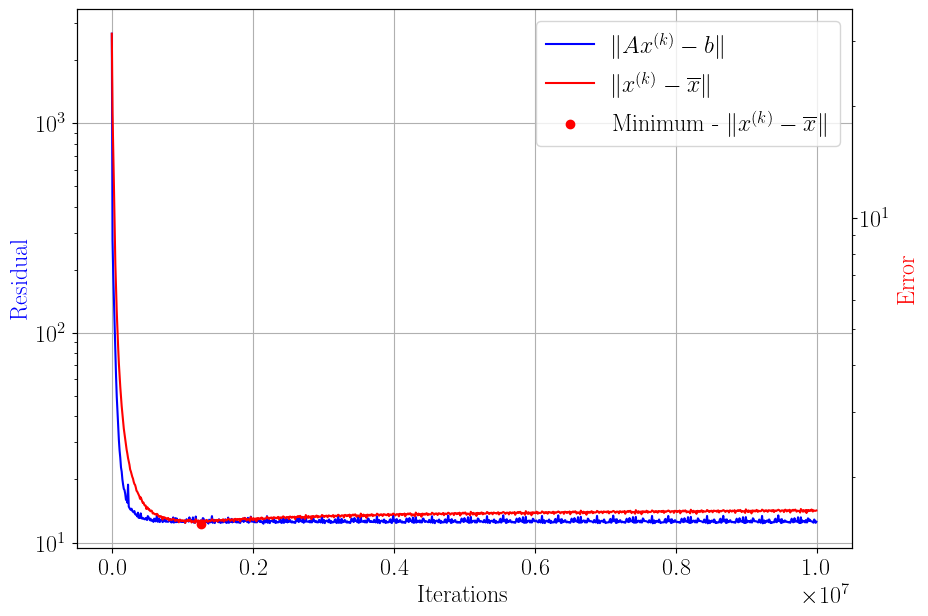 ‖Ax^{(k)} − b‖
‖x^{(k)} − x̅‖
Minimum - ‖x^{(k)} − x̅‖
10^3
10^2
10^1
Residual
10^1
Error
0.0 0.2 0.4 0.6 0.8 1.0
Iterations
×10^7